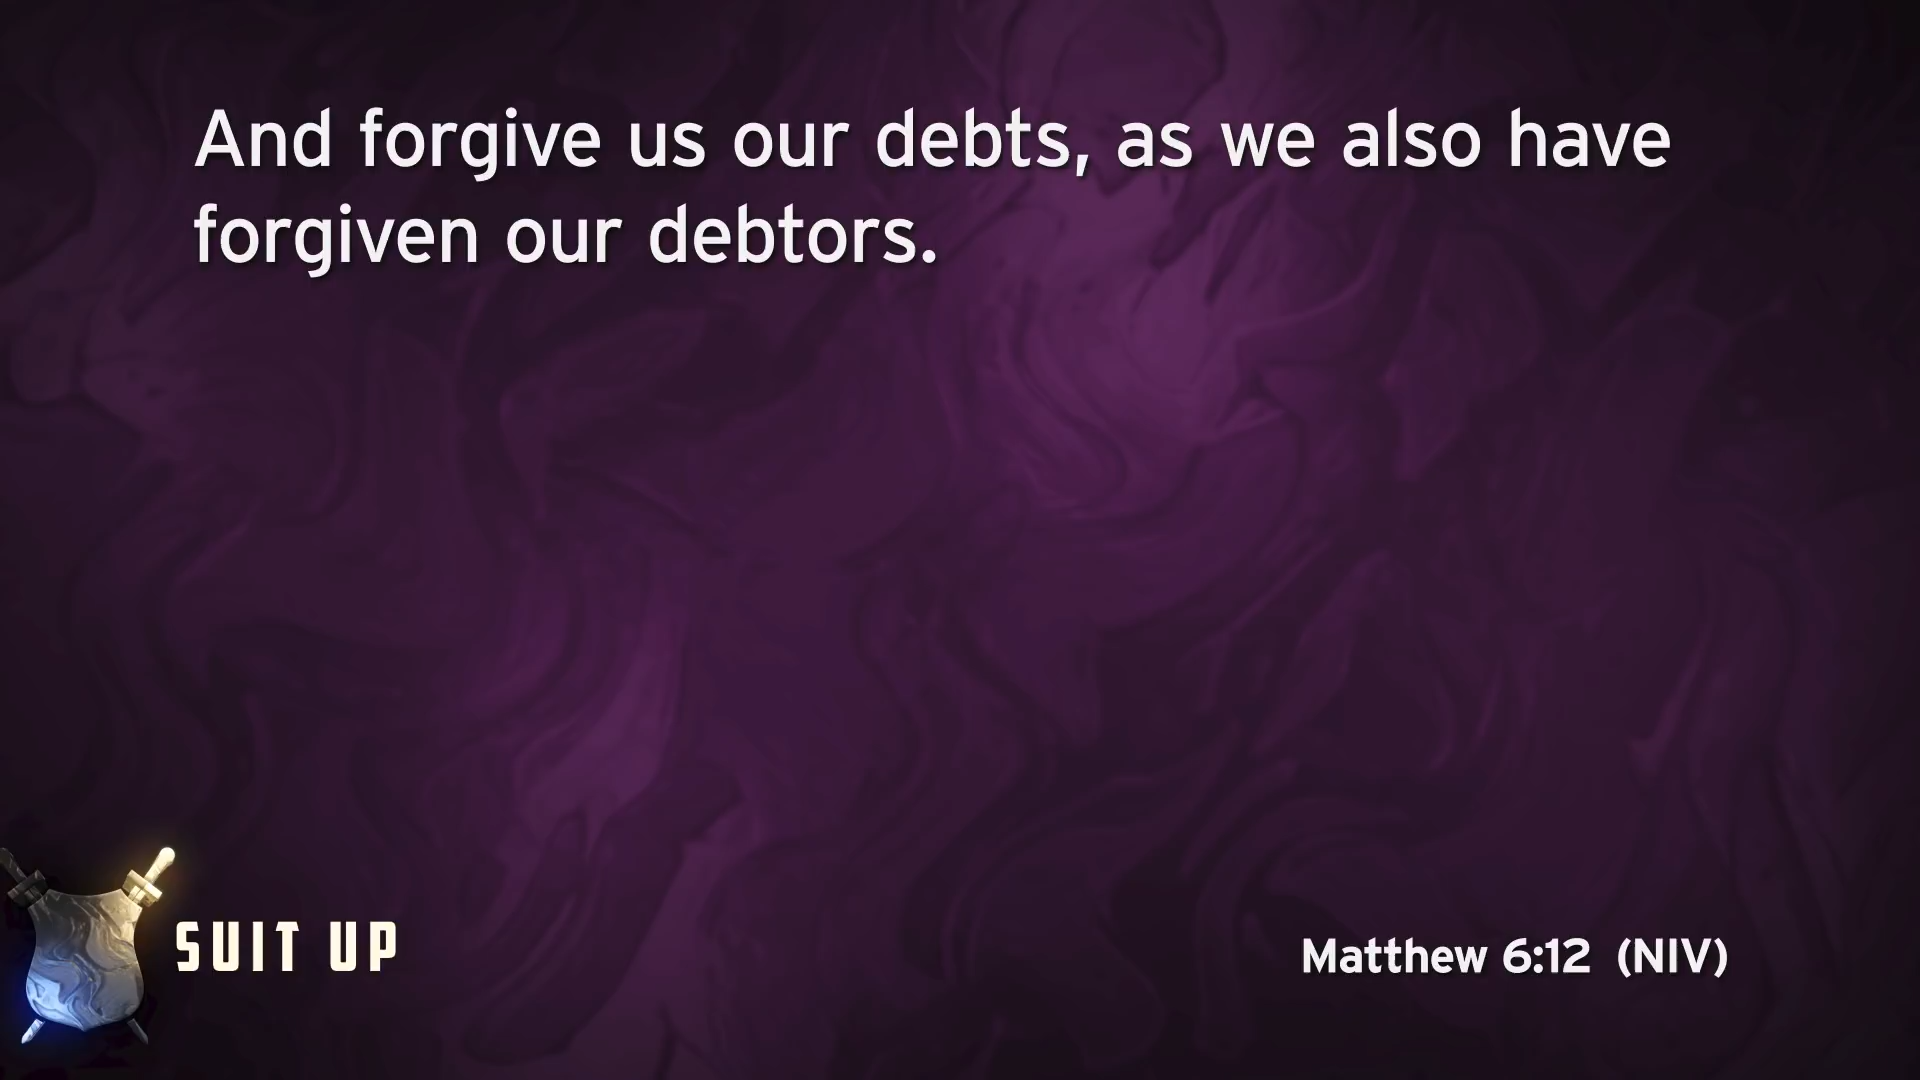 And forgive us our debts, as we also have
forgiven our debtors.
SUIT UP
Matthew 6:12 (NIV)